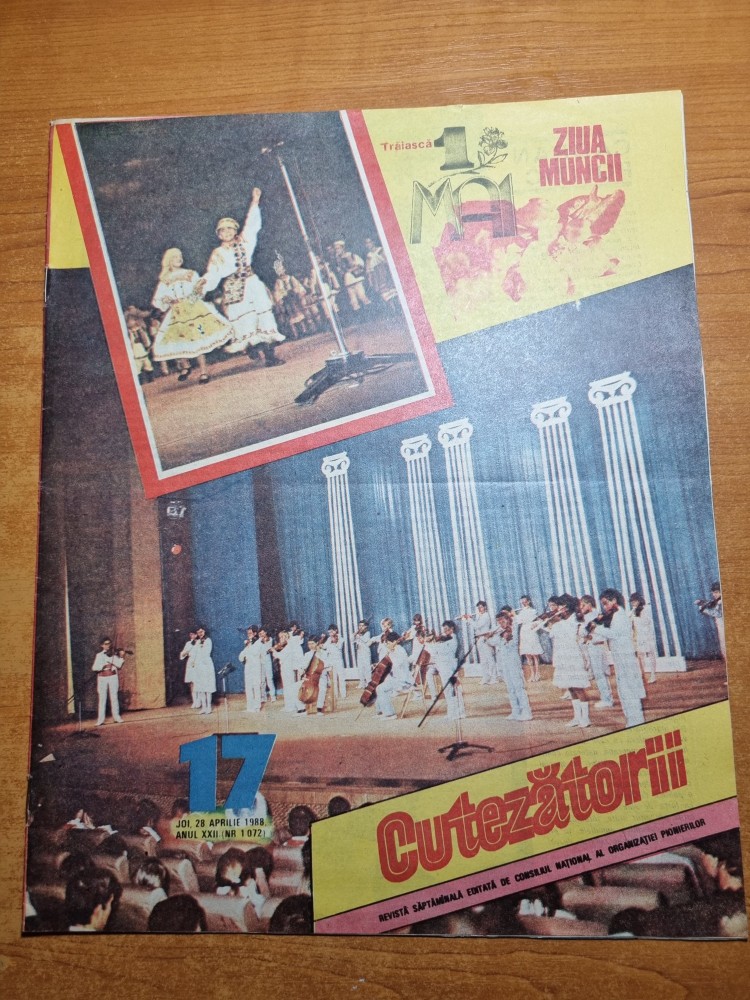 Trăiască
1
MAI
ZIUA
MUNCII
17
JOI, 28 APRILIE 1988
ANUL XXII (NR 1072)
Cutezătorii
REVISTĂ SĂPTĂMÎNALĂ EDITATĂ DE CONSILIUL NAȚIONAL AL ORGANIZAȚIEI PIONIERILOR